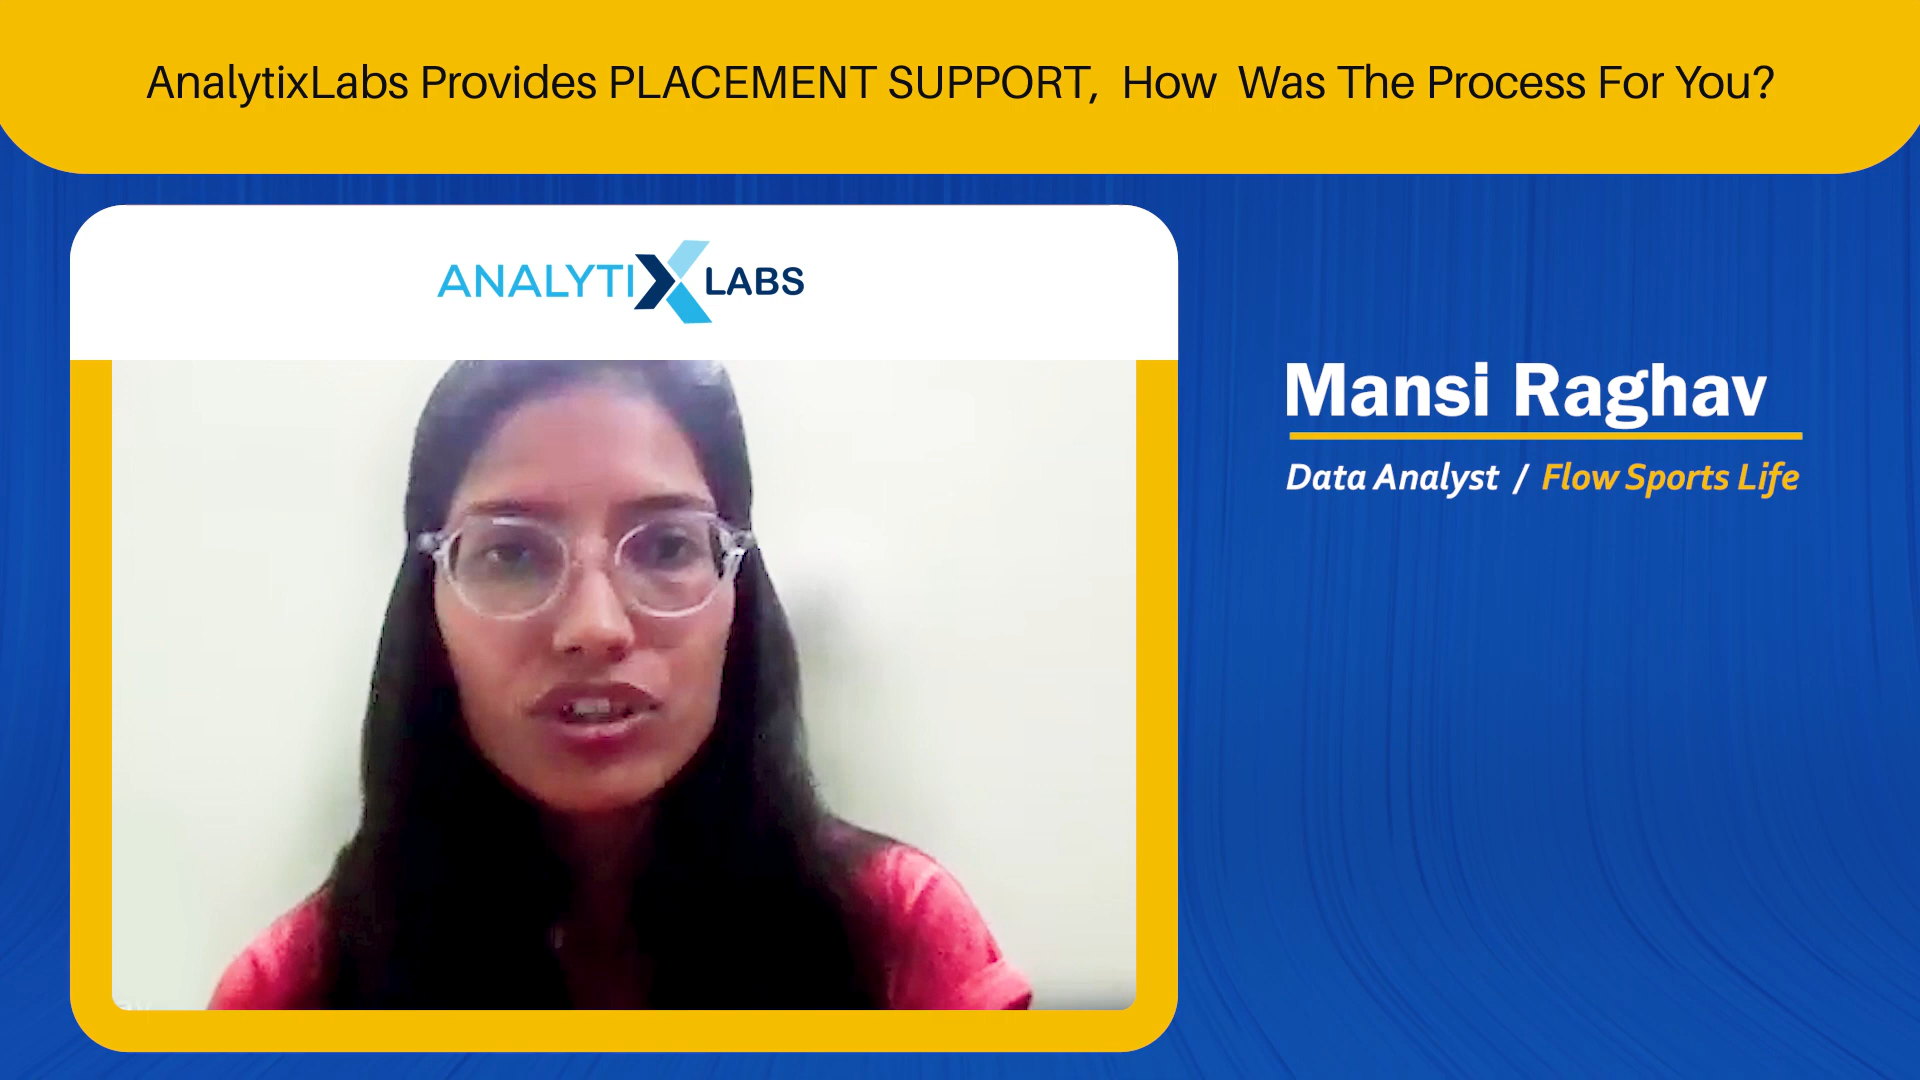 AnalytixLabs Provides PLACEMENT SUPPORT, How Was The Process For You?
ANALYTIX LABS
Mansi Raghav
Data Analyst / Flow Sports Life